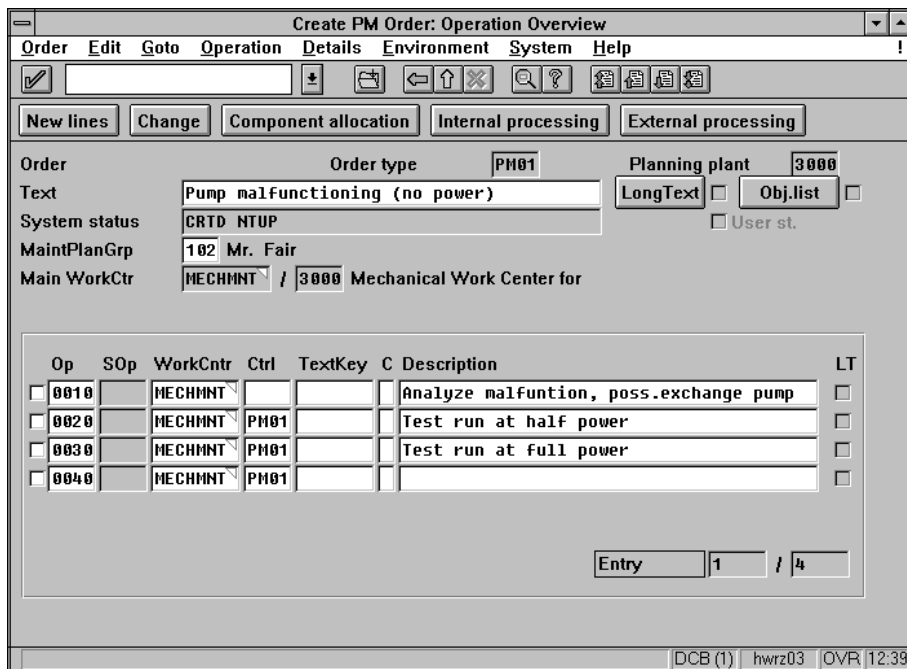 Create PM Order: Operation Overview
Order Edit Goto Operation Details Environment System Help !
New lines Change Component allocation Internal processing External processing
Order Order type PM01 Planning plant 3000
Text Pump malfunctioning (no power) LongText Obj.list
System status CRTD NTUP User st.
MaintPlanGrp 102 Mr. Fair
Main WorkCtr MECHMNT / 3000 Mechanical Work Center for
Op SOp WorkCntr Ctrl TextKey C Description LT
0010 MECHMNT Analyze malfuntion, poss.exchange pump
0020 MECHMNT PM01 Test run at half power
0030 MECHMNT PM01 Test run at full power
0040 MECHMNT PM01
Entry 1 / 4
DCB (1) hwrz03 OVR 12:39